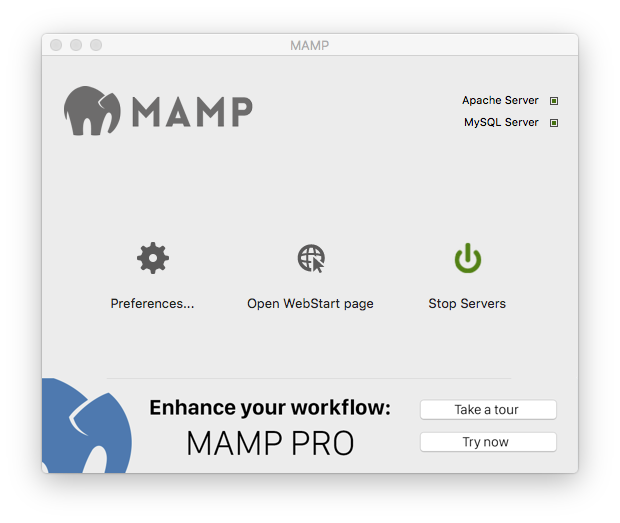 MAMP
MAMP
Apache Server
MySQL Server
Preferences...
Open WebStart page
Stop Servers
Enhance your workflow:
MAMP PRO
Take a tour
Try now